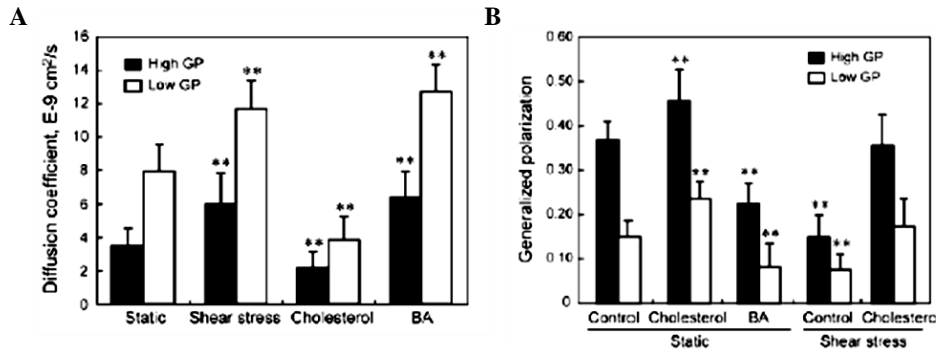 A
Diffusion coefficient, E-9 cm²/s
16
14
12
10
8
6
4
2
0
High GP
Low GP
**
**
**
**
**
**
Static
Shear stress
Cholesterol
BA
B
Generalized polarization
0.60
0.40
0.30
0.20
0.10
0
High GP
Low GP
**
**
**
**
**
**
Control
Cholesterol
BA
Control
Cholestero
Static
Shear stress